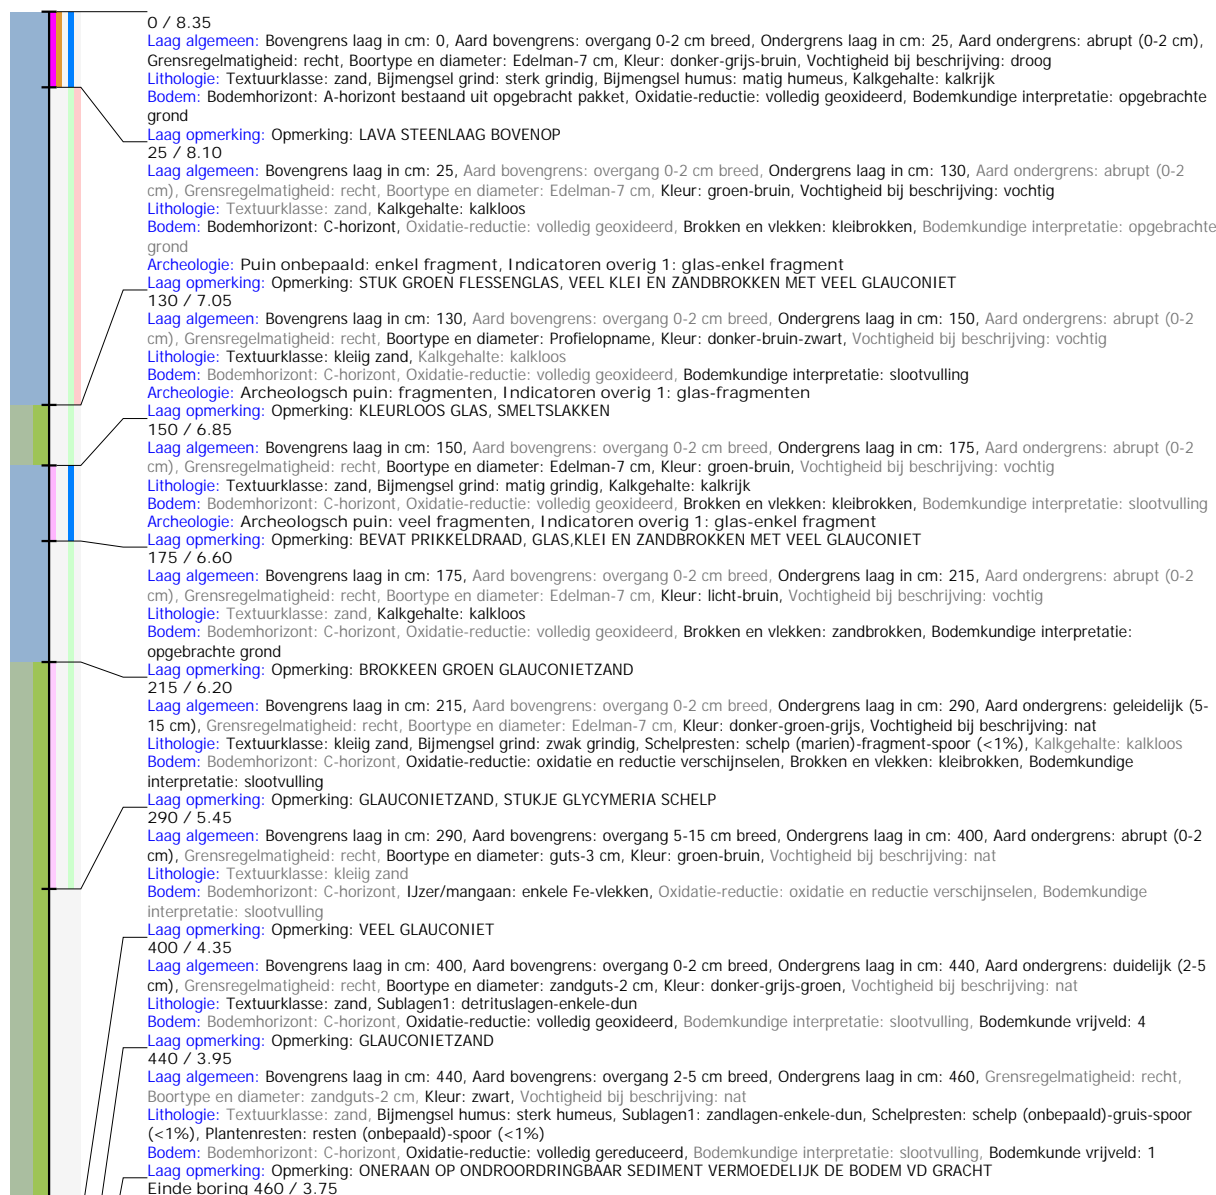 0 / 8.35
Laag algemeen: Bovengrens laag in cm: 0, Aard bovengrens: overgang 0-2 cm breed, Ondergrens laag in cm: 25, Aard ondergrens: abrupt (0-2 cm),
Grensregelmatigheid: recht, Boortype en diameter: Edelman-7 cm, Kleur: donker-grijs-bruin, Vochtigheid bij beschrijving: droog
Lithologie: Textuurklasse: zand, Bijmengsel grind: sterk grindig, Bijmengsel humus: matig humeus, Kalkgehalte: kalkrijk
Bodem: Bodemhorizont: A-horizont bestaand uit opgebracht pakket, Oxidatie-reductie: volledig geoxideerd, Bodemkundige interpretatie: opgebrachte
grond
Laag opmerking: Opmerking: LAVA STEENLAAG BOVENOP
25 / 8.10
Laag algemeen: Bovengrens laag in cm: 25, Aard bovengrens: overgang 0-2 cm breed, Ondergrens laag in cm: 130, Aard ondergrens: abrupt (0-2
cm), Grensregelmatigheid: recht, Boortype en diameter: Edelman-7 cm, Kleur: groen-bruin, Vochtigheid bij beschrijving: vochtig
Lithologie: Textuurklasse: zand, Kalkgehalte: kalkloos
Bodem: Bodemhorizont: C-horizont, Oxidatie-reductie: volledig geoxideerd, Brokken en vlekken: kleibrokken, Bodemkundige interpretatie: opgebrachte
grond
Archeologie: Puin onbepaald: enkel fragment, Indicatoren overig 1: glas-enkel fragment
Laag opmerking: Opmerking: STUK GROEN FLESSENGLAS, VEEL KLEI EN ZANDBROKKEN MET VEEL GLAUCONIET
130 / 7.05
Laag algemeen: Bovengrens laag in cm: 130, Aard bovengrens: overgang 0-2 cm breed, Ondergrens laag in cm: 150, Aard ondergrens: abrupt (0-2
cm), Grensregelmatigheid: recht, Boortype en diameter: Profielopname, Kleur: donker-bruin-zwart, Vochtigheid bij beschrijving: vochtig
Lithologie: Textuurklasse: kleiig zand, Kalkgehalte: kalkloos
Bodem: Bodemhorizont: C-horizont, Oxidatie-reductie: volledig geoxideerd, Bodemkundige interpretatie: slootvulling
Archeologie: Archeologsch puin: fragmenten, Indicatoren overig 1: glas-fragmenten
Laag opmerking: Opmerking: KLEURLOOS GLAS, SMELTSLAKKEN
150 / 6.85
Laag algemeen: Bovengrens laag in cm: 150, Aard bovengrens: overgang 0-2 cm breed, Ondergrens laag in cm: 175, Aard ondergrens: abrupt (0-2
cm), Grensregelmatigheid: recht, Boortype en diameter: Edelman-7 cm, Kleur: groen-bruin, Vochtigheid bij beschrijving: vochtig
Lithologie: Textuurklasse: zand, Bijmengsel grind: matig grindig, Kalkgehalte: kalkrijk
Bodem: Bodemhorizont: C-horizont, Oxidatie-reductie: volledig geoxideerd, Brokken en vlekken: kleibrokken, Bodemkundige interpretatie: slootvulling
Archeologie: Archeologsch puin: veel fragmenten, Indicatoren overig 1: glas-enkel fragment
Laag opmerking: Opmerking: BEVAT PRIKKELDRAAD, GLAS,KLEI EN ZANDBROKKEN MET VEEL GLAUCONIET
175 / 6.60
Laag algemeen: Bovengrens laag in cm: 175, Aard bovengrens: overgang 0-2 cm breed, Ondergrens laag in cm: 215, Aard ondergrens: abrupt (0-2
cm), Grensregelmatigheid: recht, Boortype en diameter: Edelman-7 cm, Kleur: licht-bruin, Vochtigheid bij beschrijving: vochtig
Lithologie: Textuurklasse: zand, Kalkgehalte: kalkloos
Bodem: Bodemhorizont: C-horizont, Oxidatie-reductie: volledig geoxideerd, Brokken en vlekken: zandbrokken, Bodemkundige interpretatie:
opgebrachte grond
Laag opmerking: Opmerking: BROKKEEN GROEN GLAUCONIETZAND
215 / 6.20
Laag algemeen: Bovengrens laag in cm: 215, Aard bovengrens: overgang 0-2 cm breed, Ondergrens laag in cm: 290, Aard ondergrens: geleidelijk (5-
15 cm), Grensregelmatigheid: recht, Boortype en diameter: Edelman-7 cm, Kleur: donker-groen-grijs, Vochtigheid bij beschrijving: nat
Lithologie: Textuurklasse: kleiig zand, Bijmengsel grind: zwak grindig, Schelpresten: schelp (marien)-fragment-spoor (<1%), Kalkgehalte: kalkloos
Bodem: Bodemhorizont: C-horizont, Oxidatie-reductie: oxidatie en reductie verschijnselen, Brokken en vlekken: kleibrokken, Bodemkundige
interpretatie: slootvulling
Laag opmerking: Opmerking: GLAUCONIETZAND, STUKJE GLYCYMERIA SCHELP
290 / 5.45
Laag algemeen: Bovengrens laag in cm: 290, Aard bovengrens: overgang 5-15 cm breed, Ondergrens laag in cm: 400, Aard ondergrens: abrupt (0-2
cm), Grensregelmatigheid: recht, Boortype en diameter: guts-3 cm, Kleur: groen-bruin, Vochtigheid bij beschrijving: nat
Lithologie: Textuurklasse: kleiig zand
Bodem: Bodemhorizont: C-horizont, IJzer/mangaan: enkele Fe-vlekken, Oxidatie-reductie: oxidatie en reductie verschijnselen, Bodemkundige
interpretatie: slootvulling
Laag opmerking: Opmerking: VEEL GLAUCONIET
400 / 4.35
Laag algemeen: Bovengrens laag in cm: 400, Aard bovengrens: overgang 0-2 cm breed, Ondergrens laag in cm: 440, Aard ondergrens: duidelijk (2-5
cm), Grensregelmatigheid: recht, Boortype en diameter: zandguts-2 cm, Kleur: donker-grijs-groen, Vochtigheid bij beschrijving: nat
Lithologie: Textuurklasse: zand, Sublagen1: detrituslagen-enkele-dun
Bodem: Bodemhorizont: C-horizont, Oxidatie-reductie: volledig geoxideerd, Bodemkundige interpretatie: slootvulling, Bodemkunde vrijveld: 4
Laag opmerking: Opmerking: GLAUCONIETZAND
440 / 3.95
Laag algemeen: Bovengrens laag in cm: 440, Aard bovengrens: overgang 2-5 cm breed, Ondergrens laag in cm: 460, Grensregelmatigheid: recht,
Boortype en diameter: zandguts-2 cm, Kleur: zwart, Vochtigheid bij beschrijving: nat
Lithologie: Textuurklasse: zand, Bijmengsel humus: sterk humeus, Sublagen1: zandlagen-enkele-dun, Schelpresten: schelp (onbepaald)-gruis-spoor
(<1%), Plantenresten: resten (onbepaald)-spoor (<1%)
Bodem: Bodemhorizont: C-horizont, Oxidatie-reductie: volledig gereduceerd, Bodemkundige interpretatie: slootvulling, Bodemkunde vrijveld: 1
Laag opmerking: Opmerking: ONERAAN OP ONDROORDRINGBAAR SEDIMENT VERMOEDELIJK DE BODEM VD GRACHT
Einde boring 460 / 3.75